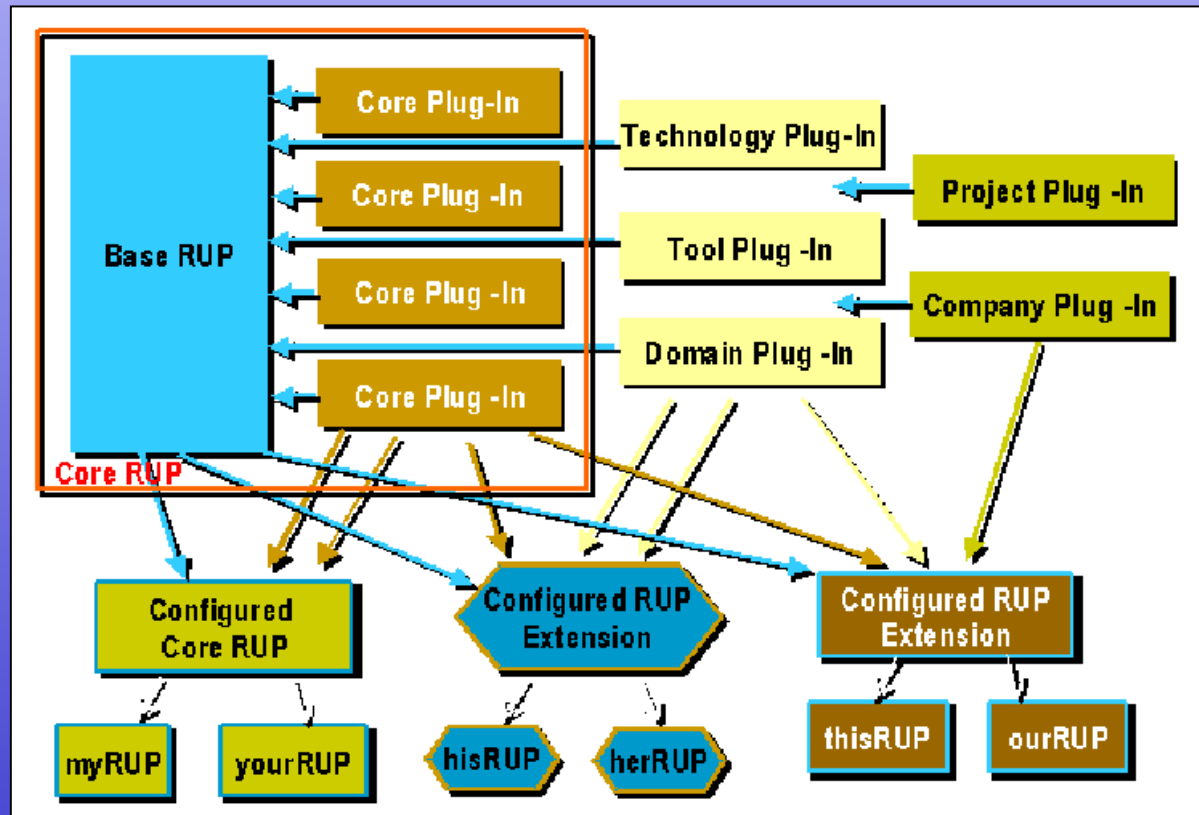 Core Plug-In
Technology Plug-In
Project Plug -In
Core Plug -In
Base RUP
Tool Plug -In
Core Plug -In
Company Plug -In
Domain Plug -In
Core Plug -In
Core RUP
Configured
Core RUP
Configured RUP
Extension
Configured RUP
Extension
myRUP
yourRUP
hisRUP
herRUP
thisRUP
ourRUP